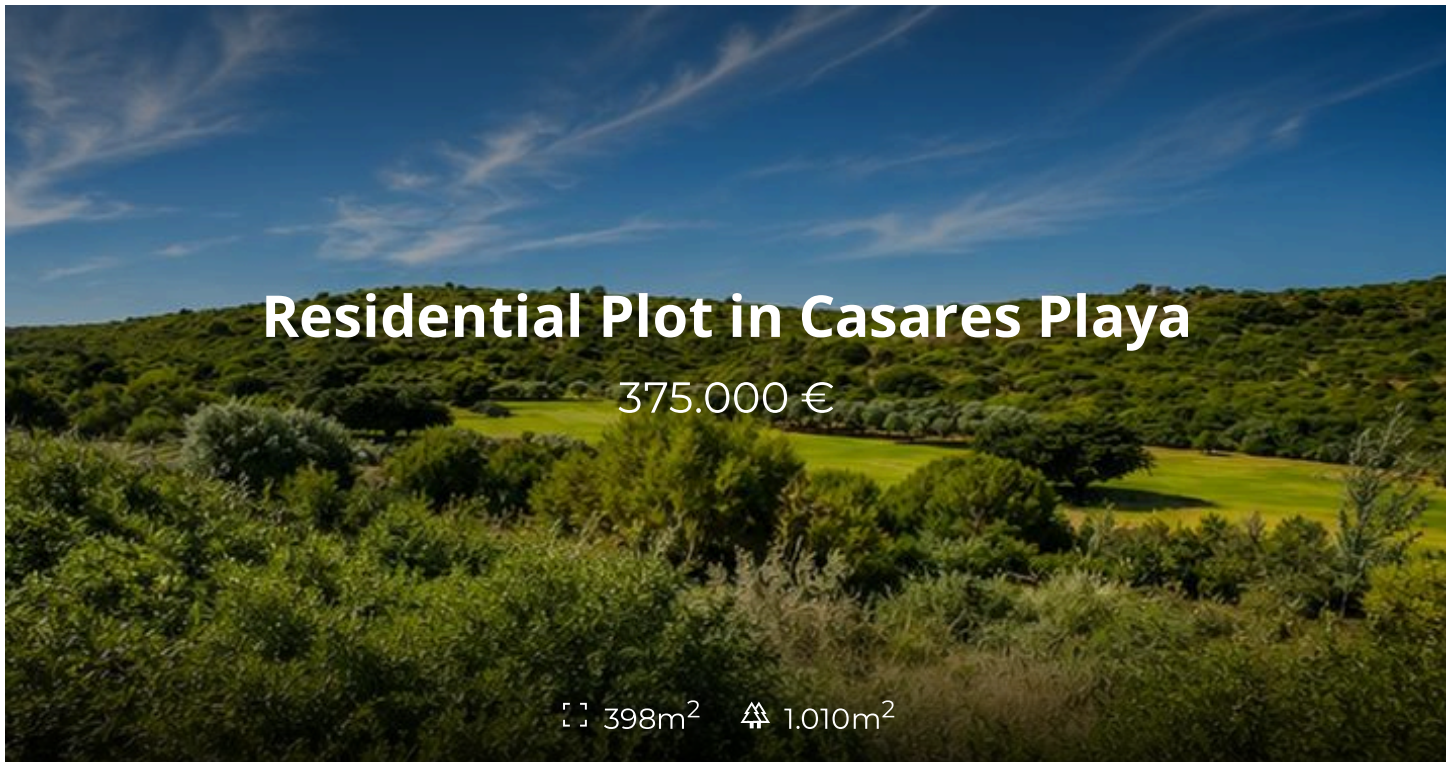 Residential Plot in Casares Playa
375.000 €
398m² 1.010m²